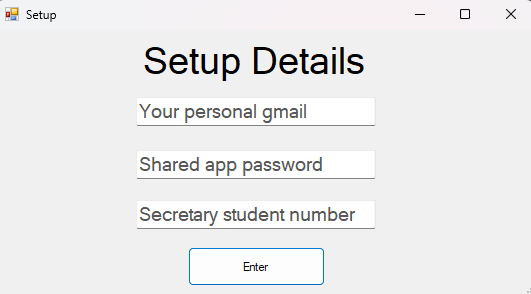 Setup
Setup Details
Your personal gmail
Shared app password
Secretary student number
Enter